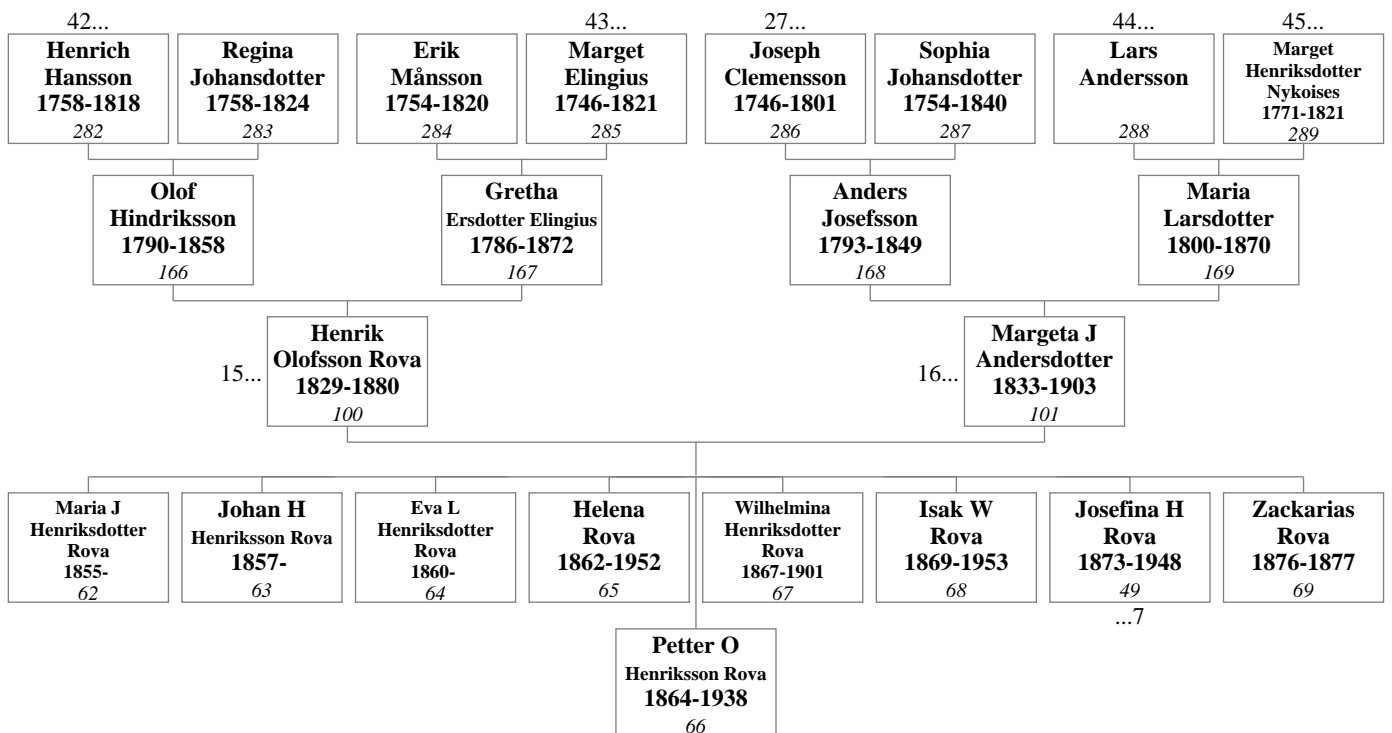 42...
43...
27...
44...
45...
Henrich
Hansson
1758-1818
282
Regina
Johansdotter
1758-1824
283
Erik
Månsson
1754-1820
284
Marget
Elingius
1746-1821
285
Joseph
Clemensson
1746-1801
286
Sophia
Johansdotter
1754-1840
287
Lars
Andersson
288
Marget
Henriksdotter
Nykoises
1771-1821
289
Olof
Hindriksson
1790-1858
166
Gretha
Ersdotter Elingius
1786-1872
167
Anders
Josefsson
1793-1849
168
Maria
Larsdotter
1800-1870
169
15...
Henrik
Olofsson Rova
1829-1880
100
16...
Margeta J
Andersdotter
1833-1903
101
Maria J
Henriksdotter
Rova
1855-
62
Johan H
Henriksson Rova
1857-
63
Eva L
Henriksdotter
Rova
1860-
64
Helena
Rova
1862-1952
65
Wilhelmina
Henriksdotter
Rova
1867-1901
67
Isak W
Rova
1869-1953
68
Josefina H
Rova
1873-1948
49
...7
Zackarias
Rova
1876-1877
69
Petter O
Henriksson Rova
1864-1938
66